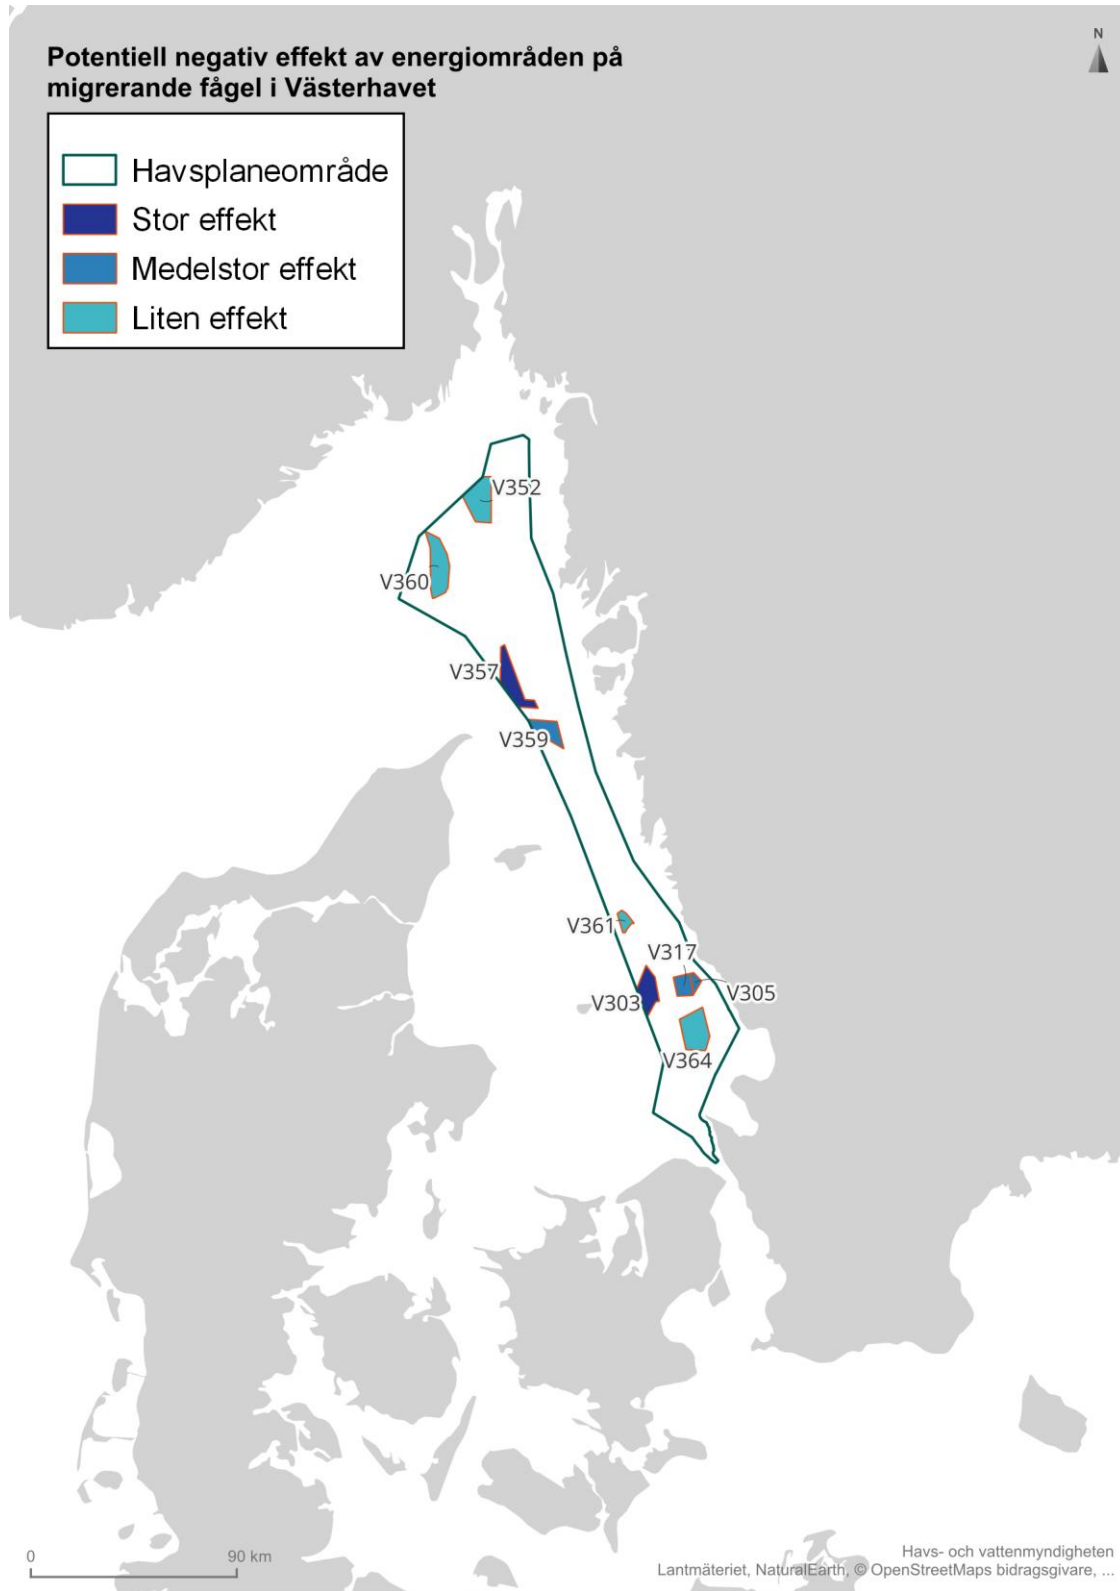 Potentiell negativ effekt av energiområden på
migrerande fågel i Västerhavet
N
Havsplaneområde
Stor effekt
Medelstor effekt
Liten effekt
V352
V360
V357
V359
V361
V317
V303
V305
V364
0 90 km
Havs- och vattenmyndigheten
Lantmäteriet, NaturalEarth, © OpenStreetMaps bidragsgivare, ...